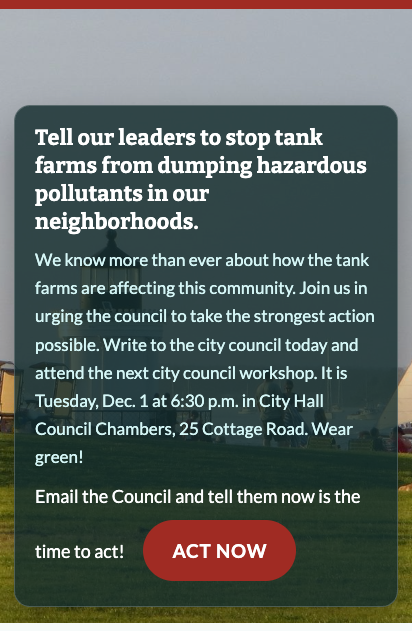 Tell our leaders to stop tank
farms from dumping hazardous
pollutants in our
neighborhoods.
We know more than ever about how the tank
farms are affecting this community. Join us in
urging the council to take the strongest action
possible. Write to the city council today and
attend the next city council workshop. It is
Tuesday, Dec. 1 at 6:30 p.m. in City Hall
Council Chambers, 25 Cottage Road. Wear
green!
Email the Council and tell them now is the
time to act! ACT NOW